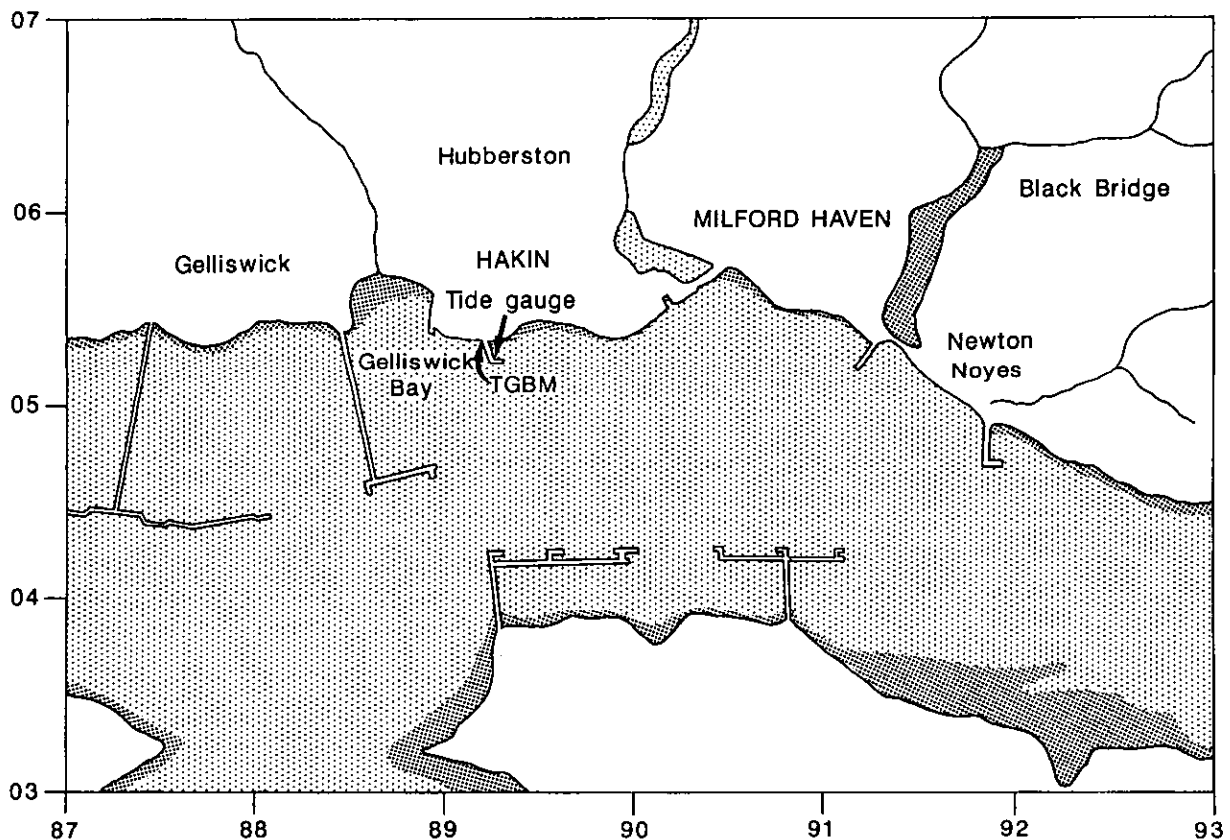 07
Hubberston
Black Bridge
06
MILFORD HAVEN
Gelliswick
HAKIN
Tide gauge
Newton
Noyes
Gelliswick
Bay
TGBM
05
04
03
87
88
89
90
91
92
93